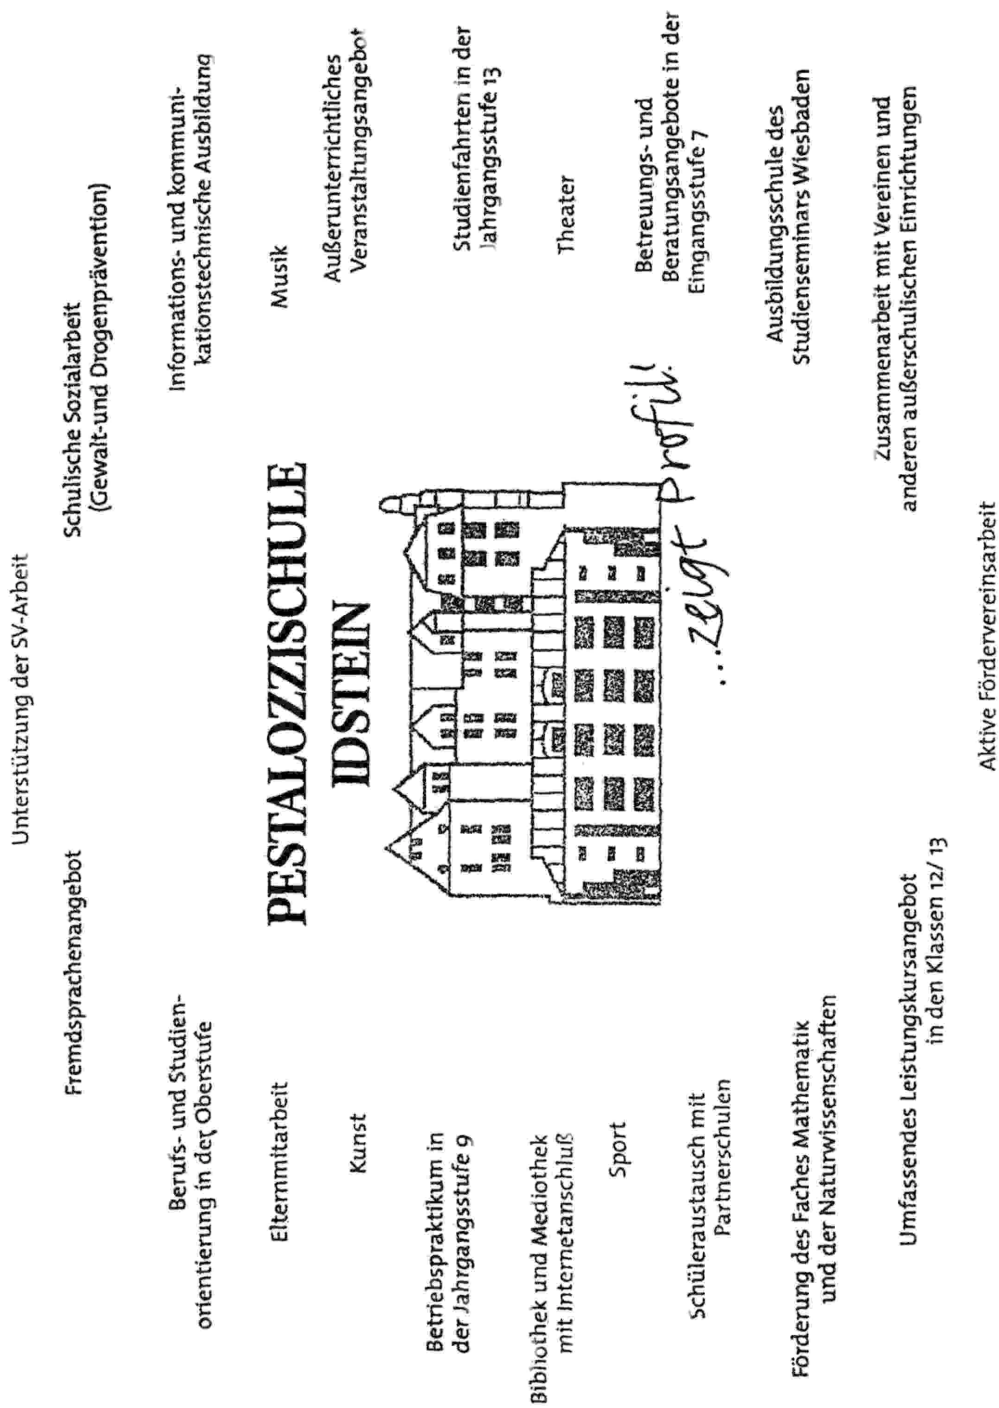 Unterstützung der SV-Arbeit
Fremdsprachenangebot
Schulische Sozialarbeit
(Gewalt-und Drogenprävention)
Berufs- und Studien-
orientierung in der Oberstufe
Informations- und kommuni-
kationstechnische Ausbildung
Elternmitarbeit
PESTALOZZISCHULE
IDSTEIN
Musik
Kunst
Außerunterrichtliches
Veranstaltungsangebot
Betriebspraktikum in
der Jahrgangsstufe 9
Studienfahrten in der
Jahrgangsstufe 13
Bibliothek und Mediothek
mit Internetanschluß
Theater
Sport
Betreuungs- und
Beratungsangebote in der
Eingangsstufe 7
...zeigt Profil!
Schüleraustausch mit
Partnerschulen
Ausbildungsschule des
Studienseminars Wiesbaden
Förderung des Faches Mathematik
und der Naturwissenschaften
Zusammenarbeit mit Vereinen und
anderen außerschulischen Einrichtungen
Umfassendes Leistungskursangebot
in den Klassen 12/ 13
Aktive Fördervereinsarbeit